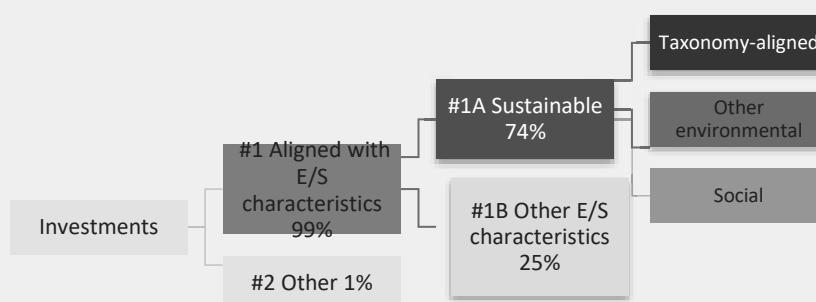 Investments
#1 Aligned with
E/S
characteristics
99%
#2 Other 1%
#1A Sustainable
74%
#1B Other E/S
characteristics
25%
Taxonomy-aligned
Other
environmental
Social